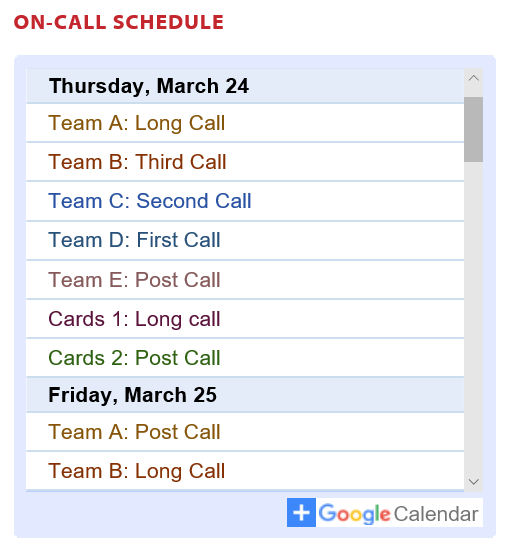 ON-CALL SCHEDULE
Thursday, March 24
Team A: Long Call
Team B: Third Call
Team C: Second Call
Team D: First Call
Team E: Post Call
Cards 1: Long call
Cards 2: Post Call
Friday, March 25
Team A: Post Call
Team B: Long Call
+ Google Calendar